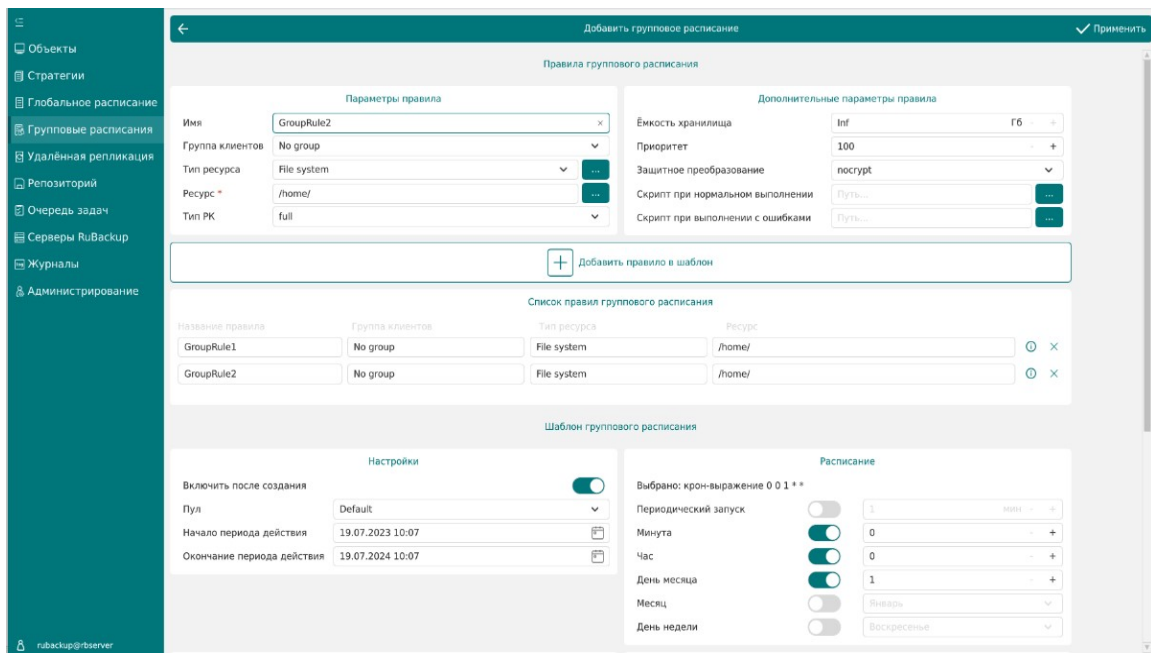 Объекты
Стратегии
Глобальное расписание
Групповые расписания
Удалённая репликация
Репозиторий
Очередь задач
Серверы RuBackup
Журналы
Администрирование
rubackup@rbserver
Добавить групповое расписание
Применить
Правила группового расписания
Параметры правила
Имя GroupRule2
Группа клиентов No group
Тип ресурса File system ...
Ресурс * /home/ ...
Тип РК full
Дополнительные параметры правила
Ёмкость хранилища Inf Гб - +
Приоритет 100 - +
Защитное преобразование nocrypt
Скрипт при нормальном выполнении Путь... ...
Скрипт при выполнении с ошибками Путь... ...
Добавить правило в шаблон
Список правил группового расписания
Название правила Группа клиентов Тип ресурса Ресурс
GroupRule1 No group File system /home/
GroupRule2 No group File system /home/
Шаблон группового расписания
Настройки
Включить после создания
Пул Default
Начало периода действия 19.07.2023 10:07
Окончание периода действия 19.07.2024 10:07
Расписание
Выбрано: крон-выражение 0 0 1 * *
Периодический запуск 1 мин - +
Минута 0 - +
Час 0 - +
День месяца 1 - +
Месяц Январь
День недели Воскресенье